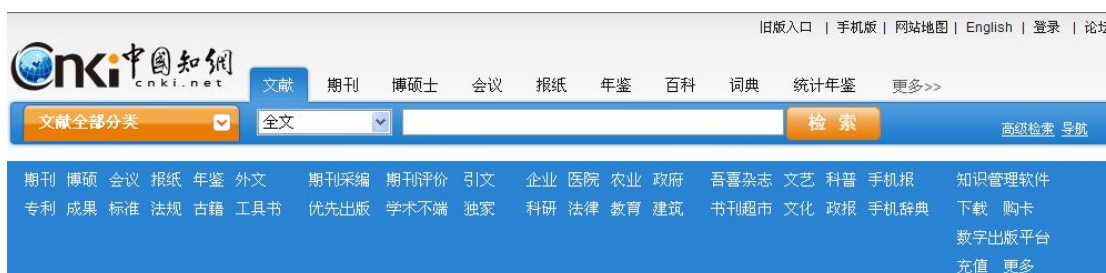 旧版入口 | 手机版 | 网站地图 | English | 登录 | 论坛
cnki 中国知网
cnki.net
文献 期刊 博硕士 会议 报纸 年鉴 百科 词典 统计年鉴 更多>>
文献全部分类 全文 检索 高级检索 导航
期刊 博硕 会议 报纸 年鉴 外文 期刊采编 期刊评价 引文 企业 医院 农业 政府 吾喜杂志 文艺 科普 手机报 知识管理软件
专利 成果 标准 法规 古籍 工具书 优先出版 学术不端 独家 科研 法律 教育 建筑 书刊超市 文化 政报 手机辞典 下载 购卡
数字出版平台
充值 更多